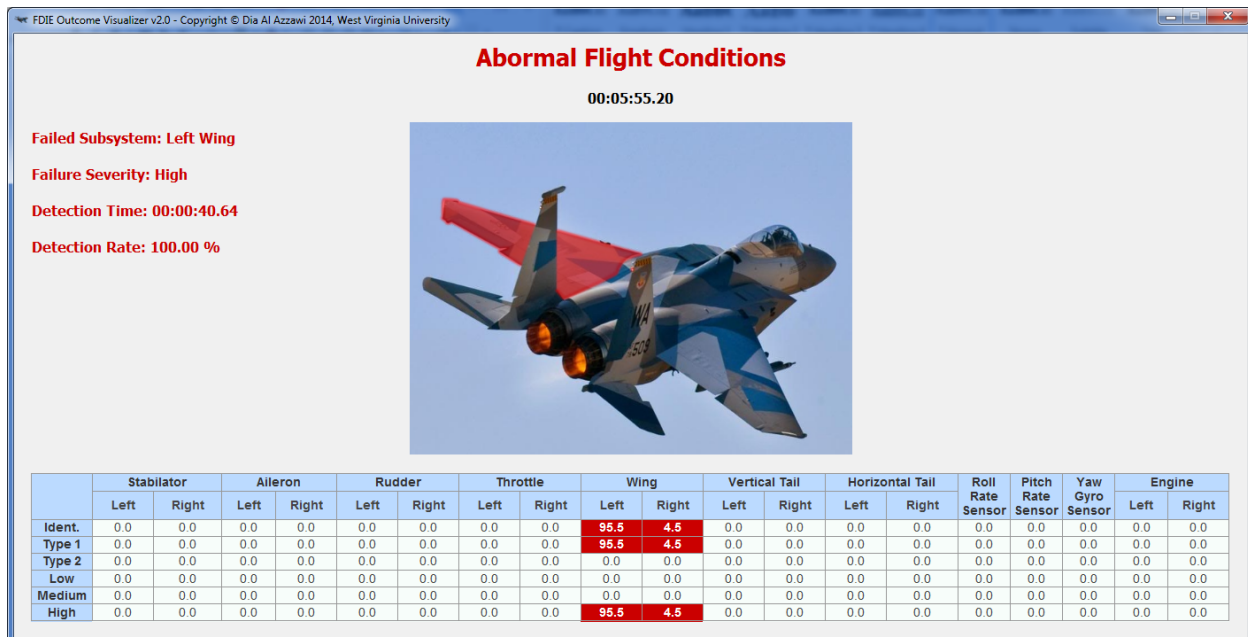 FDIE Outcome Visualizer v2.0 - Copyright © Dia Al Azzawi 2014, West Virginia University
Abormal Flight Conditions
00:05:55.20
Failed Subsystem: Left Wing
Failure Severity: High
Detection Time: 00:00:40.64
Detection Rate: 100.00 %
WA
509
Stabilator Aileron Rudder Throttle Wing Vertical Tail Horizontal Tail Roll Rate Sensor Pitch Rate Sensor Yaw Gyro Sensor Engine
Left Right Left Right Left Right Left Right Left Right Left Right Left Right Left Right
Ident. 0.0 0.0 0.0 0.0 0.0 0.0 0.0 0.0 95.5 4.5 0.0 0.0 0.0 0.0 0.0 0.0 0.0 0.0 0.0
Type 1 0.0 0.0 0.0 0.0 0.0 0.0 0.0 0.0 95.5 4.5 0.0 0.0 0.0 0.0 0.0 0.0 0.0 0.0 0.0
Type 2 0.0 0.0 0.0 0.0 0.0 0.0 0.0 0.0 0.0 0.0 0.0 0.0 0.0 0.0 0.0 0.0 0.0 0.0 0.0
Low 0.0 0.0 0.0 0.0 0.0 0.0 0.0 0.0 0.0 0.0 0.0 0.0 0.0 0.0 0.0 0.0 0.0 0.0 0.0
Medium 0.0 0.0 0.0 0.0 0.0 0.0 0.0 0.0 0.0 0.0 0.0 0.0 0.0 0.0 0.0 0.0 0.0 0.0 0.0
High 0.0 0.0 0.0 0.0 0.0 0.0 0.0 0.0 95.5 4.5 0.0 0.0 0.0 0.0 0.0 0.0 0.0 0.0 0.0